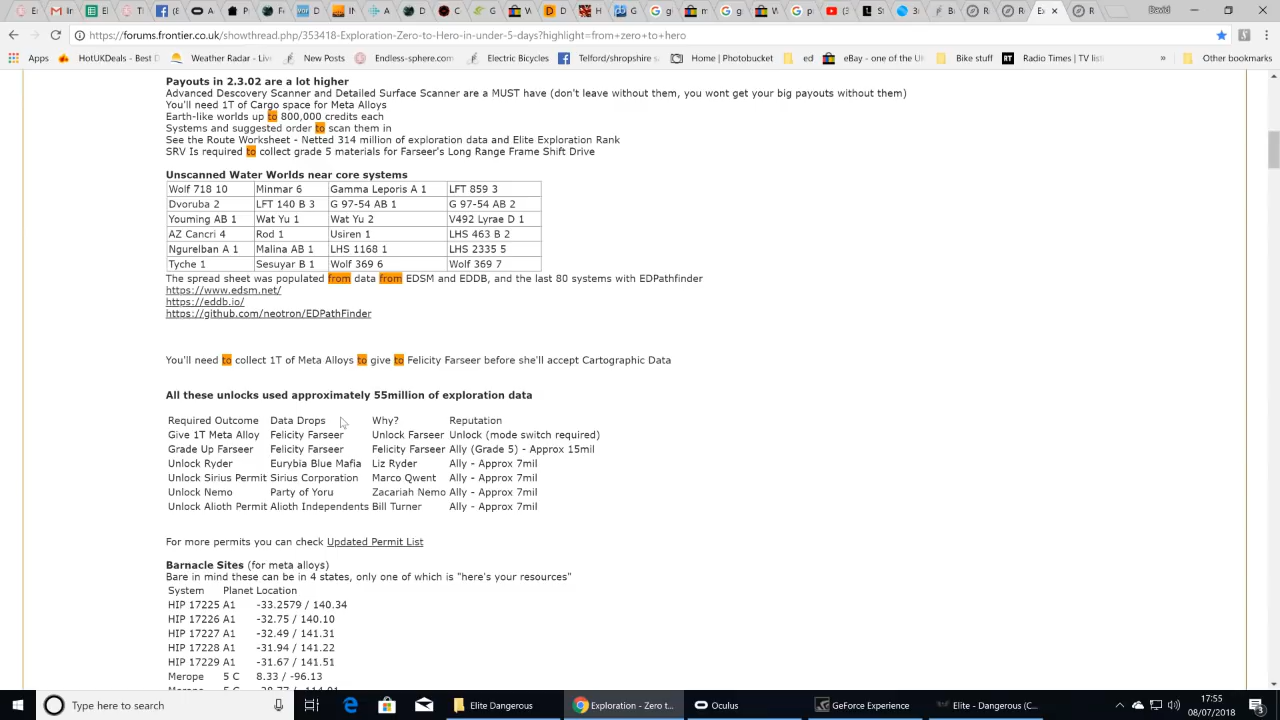 Es
David
https://forums.frontier.co.uk/showthread.php/353418-Exploration-Zero-to-Hero-in-under-5-days?highlight=from+zero+to+hero
Apps
HotUKDeals - Best D
Weather Radar - Live
New Posts
Endless-sphere.com
Electric Bicycles
Telford/shropshire s
Home | Photobucket
ed
eBay - one of the UK
Bike stuff
Radio Times | TV listi
»
Other bookmarks
Payouts in 2.3.02 are a lot higher
Advanced Descovery Scanner and Detailed Surface Scanner are a MUST have (don't leave without them, you wont get your big payouts without them)
You'll need 1T of Cargo space for Meta Alloys
Earth-like worlds up to 800,000 credits each
Systems and suggested order to scan them in
See the Route Worksheet - Netted 314 million of exploration data and Elite Exploration Rank
SRV Is required to collect grade 5 materials for Farseer's Long Range Frame Shift Drive
Unscanned Water Worlds near core systems
Wolf 718 10 Minmar 6 Gamma Leporis A 1 LFT 859 3
Dvoruba 2 LFT 140 B 3 G 97-54 AB 1 G 97-54 AB 2
Youming AB 1 Wat Yu 1 Wat Yu 2 V492 Lyrae D 1
AZ Cancri 4 Rod 1 Usiren 1 LHS 463 B 2
Ngurelban A 1 Malina AB 1 LHS 1168 1 LHS 2335 5
Tyche 1 Sesuyar B 1 Wolf 369 6 Wolf 369 7
The spread sheet was populated from data from EDSM and EDDB, and the last 80 systems with EDPathfinder
https://www.edsm.net/
https://eddb.io/
https://github.com/neotron/EDPathFinder
You'll need to collect 1T of Meta Alloys to give to Felicity Farseer before she'll accept Cartographic Data
All these unlocks used approximately 55million of exploration data
Required Outcome Data Drops Why? Reputation
Give 1T Meta Alloy Felicity Farseer Unlock Farseer Unlock (mode switch required)
Grade Up Farseer Felicity Farseer Felicity Farseer Ally (Grade 5) - Approx 15mil
Unlock Ryder Eurybia Blue Mafia Liz Ryder Ally - Approx 7mil
Unlock Sirius Permit Sirius Corporation Marco Qwent Ally - Approx 7mil
Unlock Nemo Party of Yoru Zacariah Nemo Ally - Approx 7mil
Unlock Alioth Permit Alioth Independents Bill Turner Ally - Approx 7mil
For more permits you can check Updated Permit List
Barnacle Sites (for meta alloys)
Bare in mind these can be in 4 states, only one of which is "here's your resources"
System Planet Location
HIP 17225 A1 -33.2579 / 140.34
HIP 17226 A1 -32.75 / 140.10
HIP 17227 A1 -32.49 / 141.31
HIP 17228 A1 -31.94 / 141.22
HIP 17229 A1 -31.67 / 141.51
Merope 5 C 8.33 / -96.13
Type here to search
Elite Dangerous
Exploration - Zero t...
Oculus
GeForce Experience
Elite - Dangerous (C...
17:55
08/07/2018